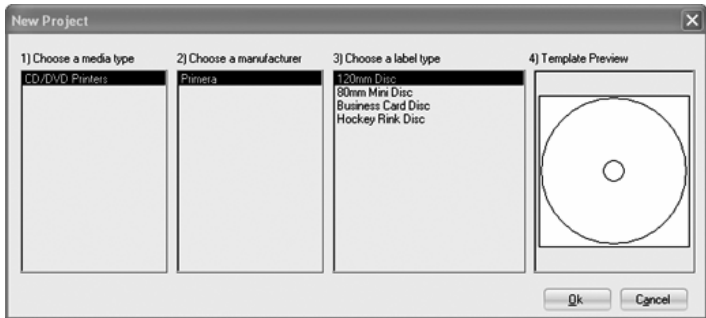 New Project
1) Choose a media type
CD/DVD Printers
2) Choose a manufacturer
Primera
3) Choose a label type
120mm Disc
80mm Mini Disc
Business Card Disc
Hockey Rink Disc
4) Template Preview
Ok
Cancel